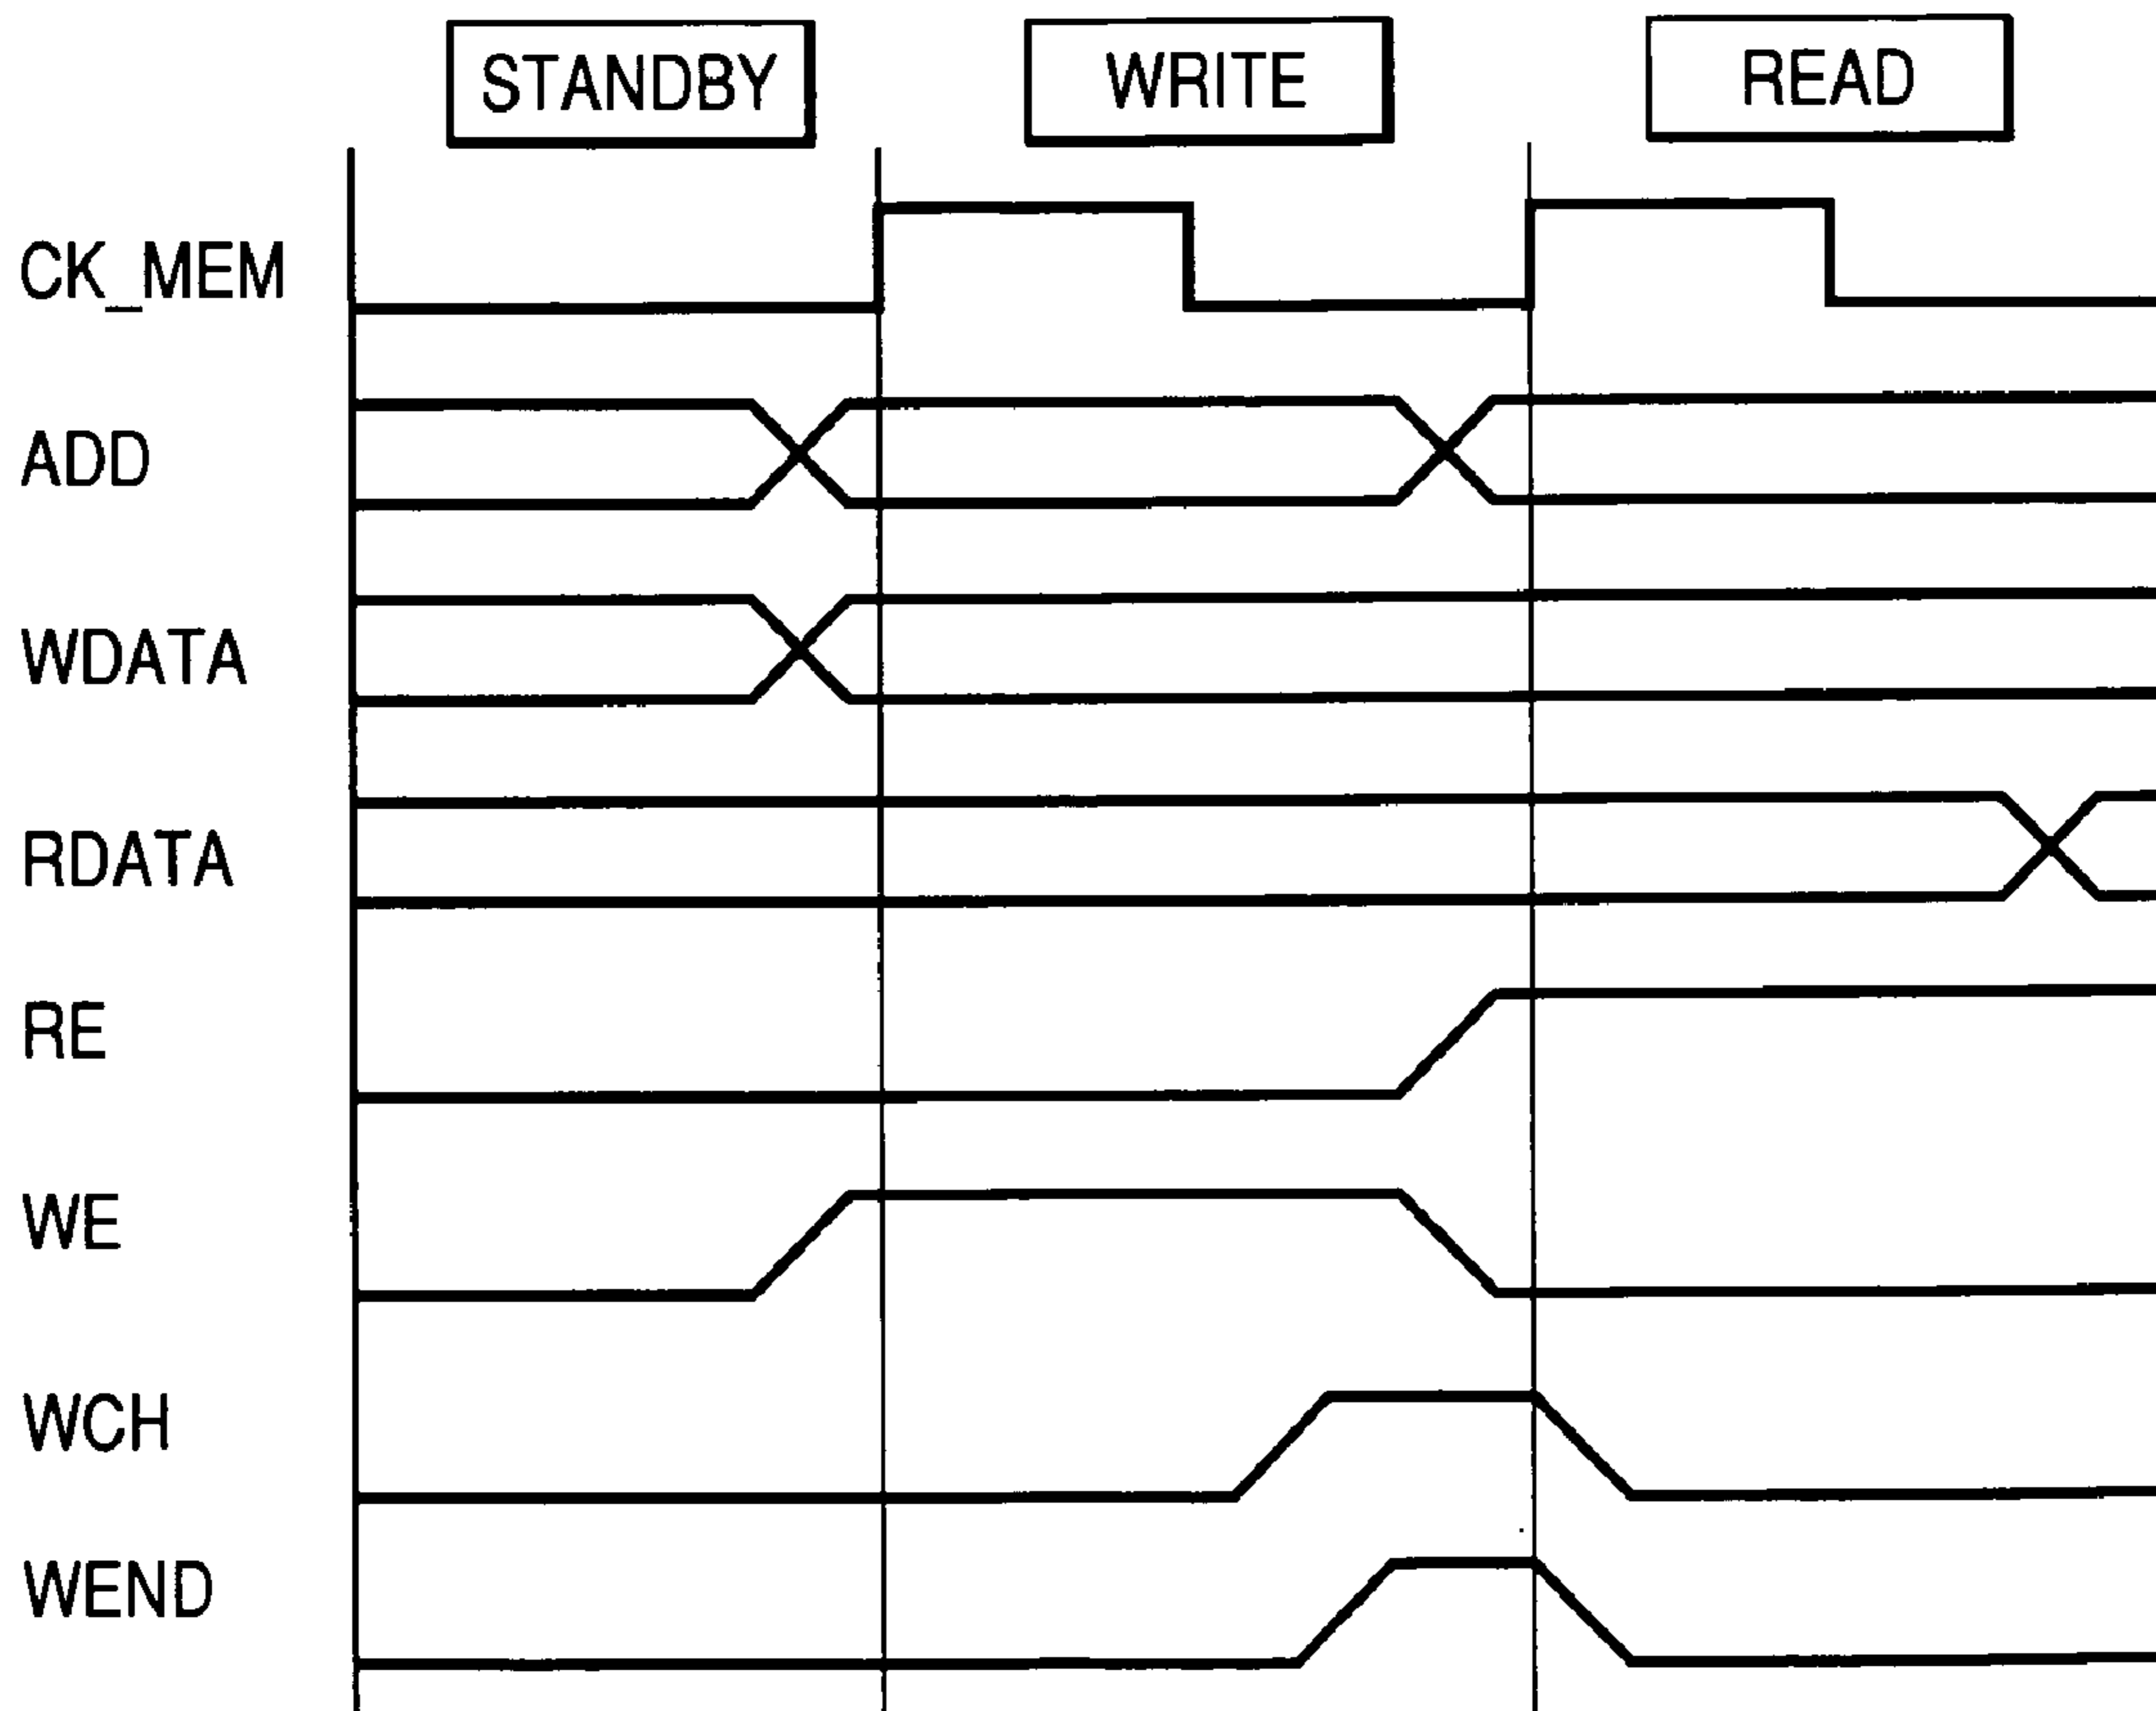 STANDBY WRITE READ
CK_MEM
ADD
WDATA
RDATA
RE
WE
WCH
WEND